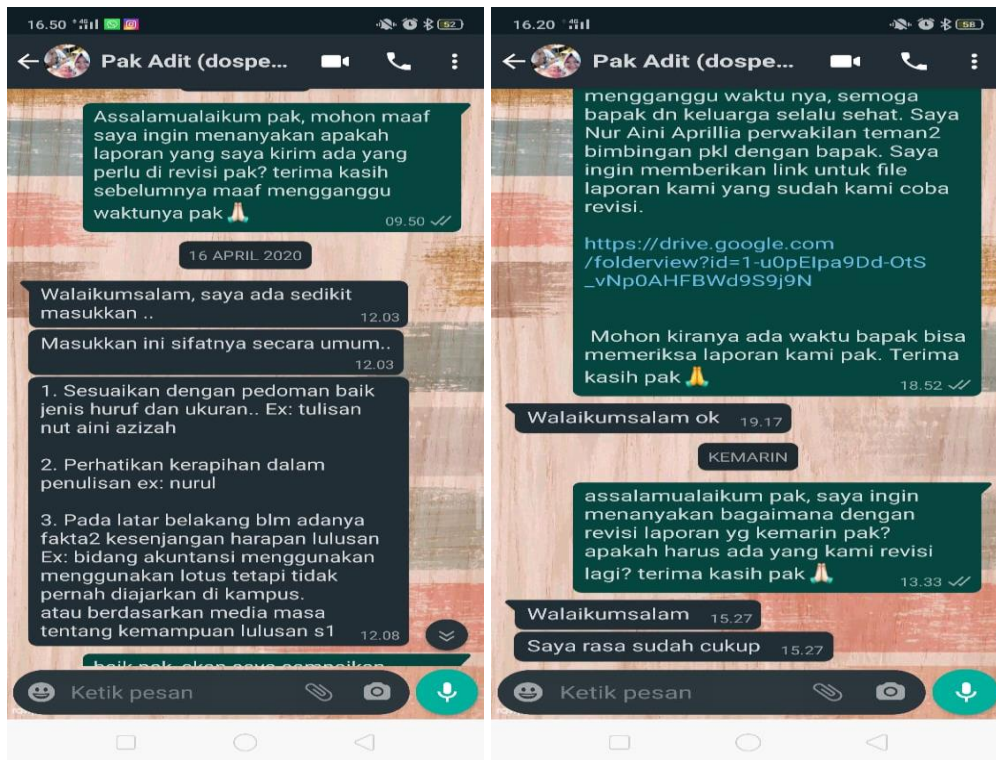 16.50
52
Pak Adit (dospe...
Assalamualaikum pak, mohon maaf
saya ingin menanyakan apakah
laporan yang saya kirim ada yang
perlu di revisi pak? terima kasih
sebelumnya maaf mengganggu
waktunya pak 🙏🏻
09.50
16 APRIL 2020
Walaikumsalam, saya ada sedikit
masukkan ..
12.03
Masukkan ini sifatnya secara umum..
12.03
1. Sesuaikan dengan pedoman baik
jenis huruf dan ukuran.. Ex: tulisan
nut aini azizah
2. Perhatikan kerapihan dalam
penulisan ex: nurul
3. Pada latar belakang blm adanya
fakta2 kesenjangan harapan lulusan
Ex: bidang akuntansi menggunakan
menggunakan lotus tetapi tidak
pernah diajarkan di kampus.
atau berdasarkan media masa
tentang kemampuan lulusan s1
12.08
baik pak, akan saya sampaikan
Ketik pesan
16.20
58
Pak Adit (dospe...
mengganggu waktu nya, semoga
bapak dn keluarga selalu sehat. Saya
Nur Aini Aprillia perwakilan teman2
bimbingan pkl dengan bapak. Saya
ingin memberikan link untuk file
laporan kami yang sudah kami coba
revisi.
https://drive.google.com
/folderview?id=1-u0pEIpa9Dd-OtS
_vNp0AHFBWd9S9j9N
Mohon kiranya ada waktu bapak bisa
memeriksa laporan kami pak. Terima
kasih pak 🙏
18.52
Walaikumsalam ok
19.17
KEMARIN
assalamualaikum pak, saya ingin
menanyakan bagaimana dengan
revisi laporan yg kemarin pak?
apakah harus ada yang kami revisi
lagi? terima kasih pak 🙏🏻
13.33
Walaikumsalam
15.27
Saya rasa sudah cukup
15.27
Ketik pesan